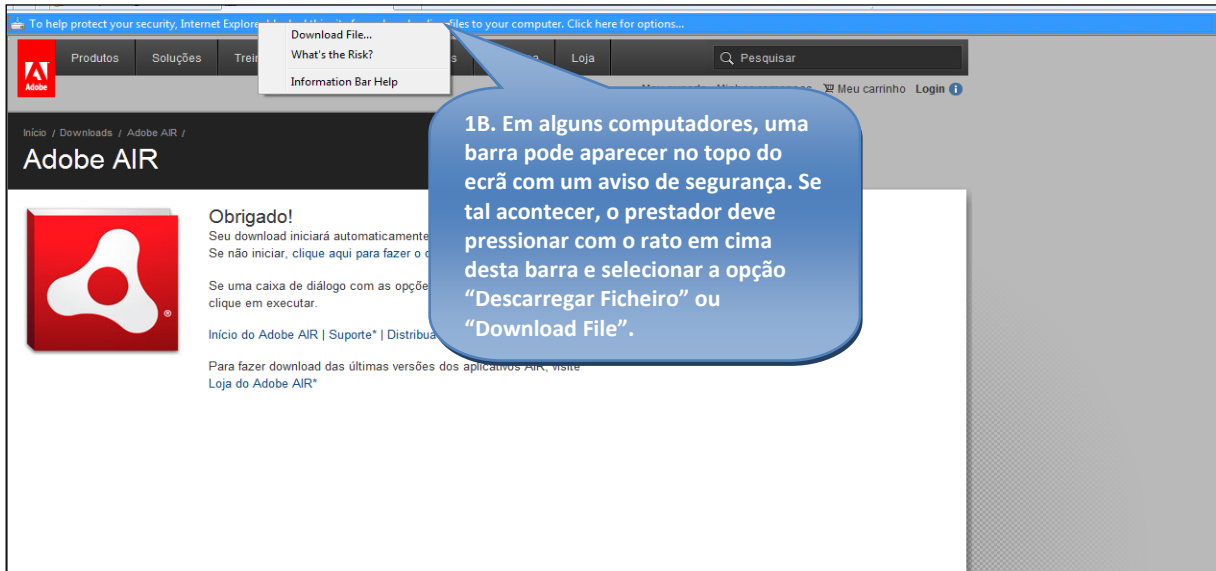 To help protect your security, Internet Explorer files to your computer. Click here for options...
Download File...
What's the Risk?
Information Bar Help
Adobe
Produtos Soluções Loja Pesquisar
Meu carrinho Login
Início / Downloads / Adobe AIR /
Adobe AIR
1B. Em alguns computadores, uma
barra pode aparecer no topo do
ecrã com um aviso de segurança. Se
tal acontecer, o prestador deve
pressionar com o rato em cima
desta barra e selecionar a opção
“Descarregar Ficheiro” ou
“Download File”.
Obrigado!
Seu download iniciará automaticamente
Se não iniciar, clique aqui para fazer o
Se uma caixa de diálogo com as
clique em executar.
Início do Adobe AIR | Suporte* |
Para fazer download das últimas versões dos aplicativos AIR, visite
Loja do Adobe AIR*